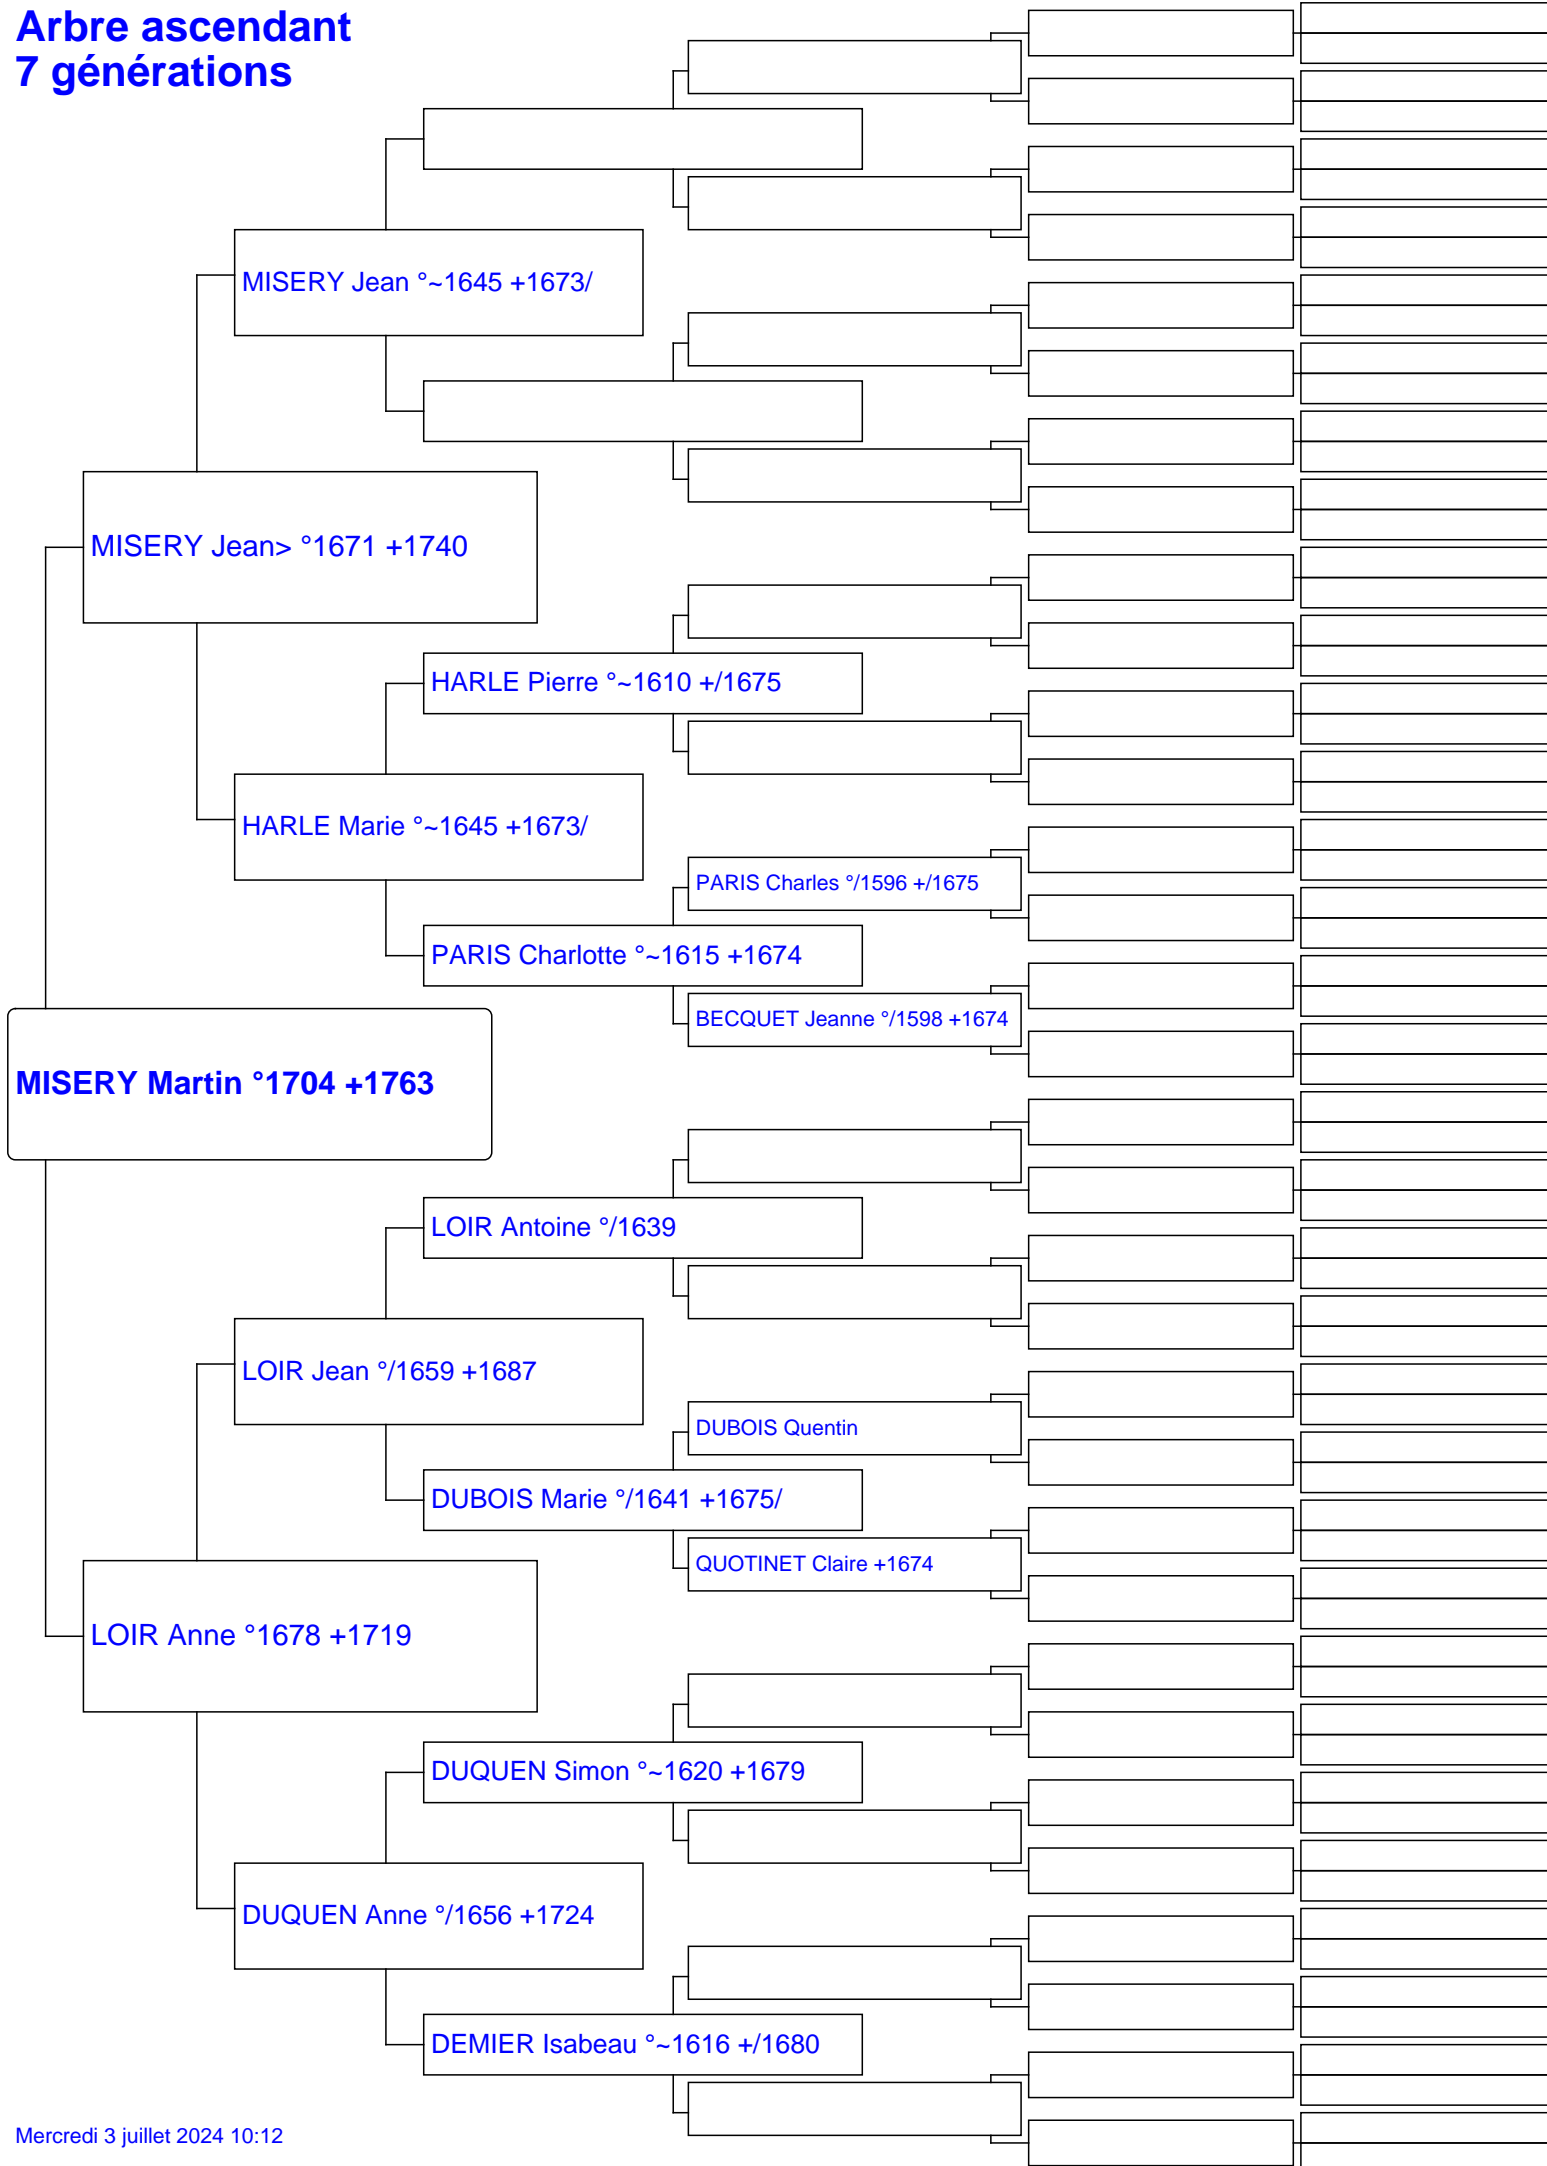 Arbre ascendant
7 générations
MISERY Jean °~1645 +1673/
MISERY Jean> °1671 +1740
HARLE Pierre °~1610 +/1675
HARLE Marie °~1645 +1673/
PARIS Charles °/1596 +/1675
PARIS Charlotte °~1615 +1674
BECQUET Jeanne °/1598 +1674
MISERY Martin °1704 +1763
LOIR Antoine °/1639
LOIR Jean °/1659 +1687
DUBOIS Quentin
DUBOIS Marie °/1641 +1675/
QUOTINET Claire +1674
LOIR Anne °1678 +1719
DUQUEN Simon °~1620 +1679
DUQUEN Anne °/1656 +1724
DEMIER Isabeau °~1616 +/1680
Mercredi 3 juillet 2024 10:12